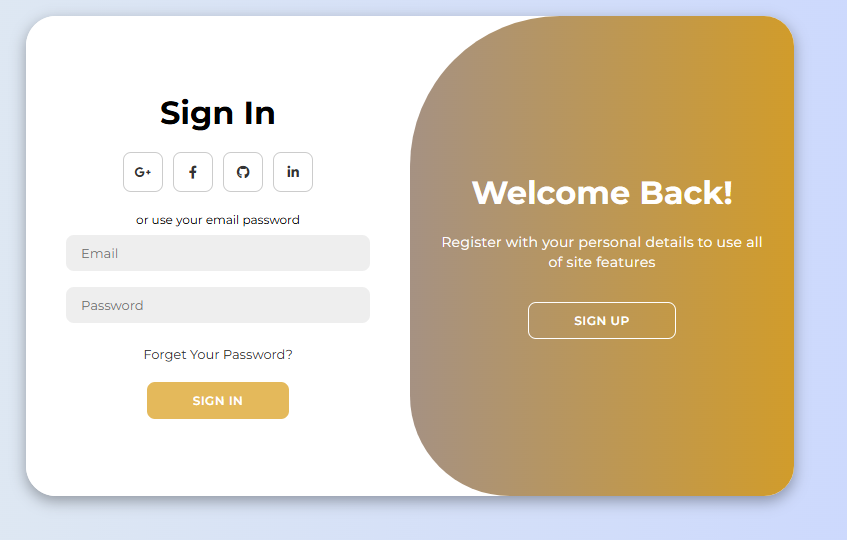 Sign In
G+
f
in
or use your email password
Email
Password
Forget Your Password?
SIGN IN
Welcome Back!
Register with your personal details to use all
of site features
SIGN UP